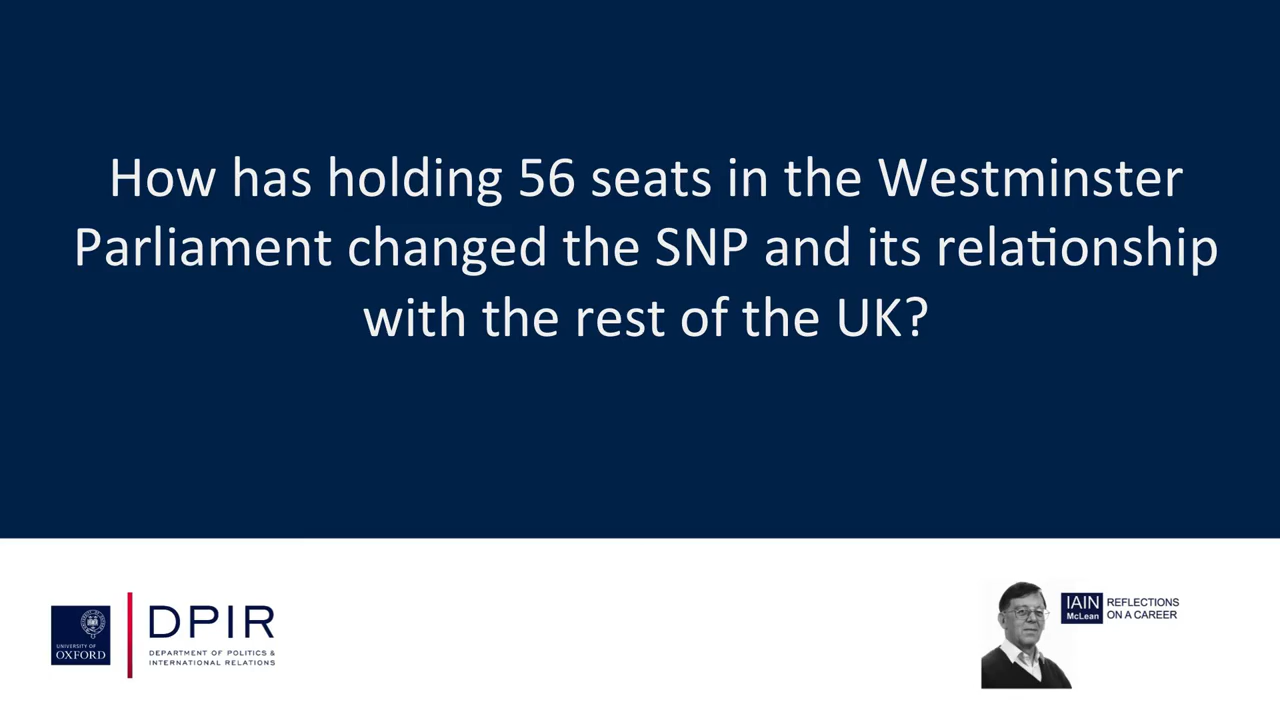 How has holding 56 seats in the Westminster
Parliament changed the SNP and its relationship
with the rest of the UK?
UNIVERSITY OF
OXFORD
DPIR
DEPARTMENT OF POLITICS &
INTERNATIONAL RELATIONS
IAIN
McLean
REFLECTIONS
ON A CAREER